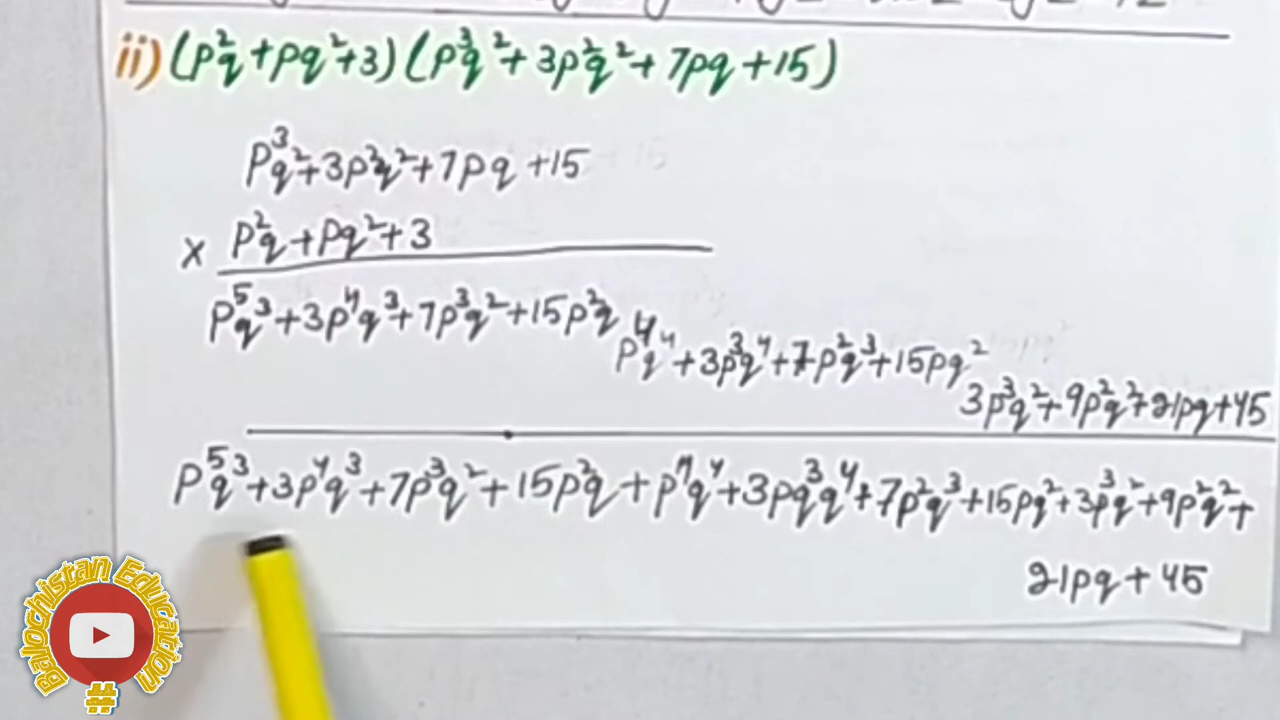 ii) (p²q + pq² + 3) (p³q² + 3p²q² + 7pq + 15)
p³q² + 3p²q² + 7pq + 15
× p²q + pq² + 3
p⁵q³ + 3p⁴q³ + 7p³q² + 15p²q
p⁴q⁴ + 3p³q⁴ + 7p²q³ + 15pq²
3p³q² + 9p²q² + 21pq + 45
p⁵q³ + 3p⁴q³ + 7p³q² + 15p²q + p⁴q⁴ + 3pq³q⁴ + 7p²q³ + 15pq² + 3p³q² + 9p²q² +
21pq + 45
Balochistan Education
#